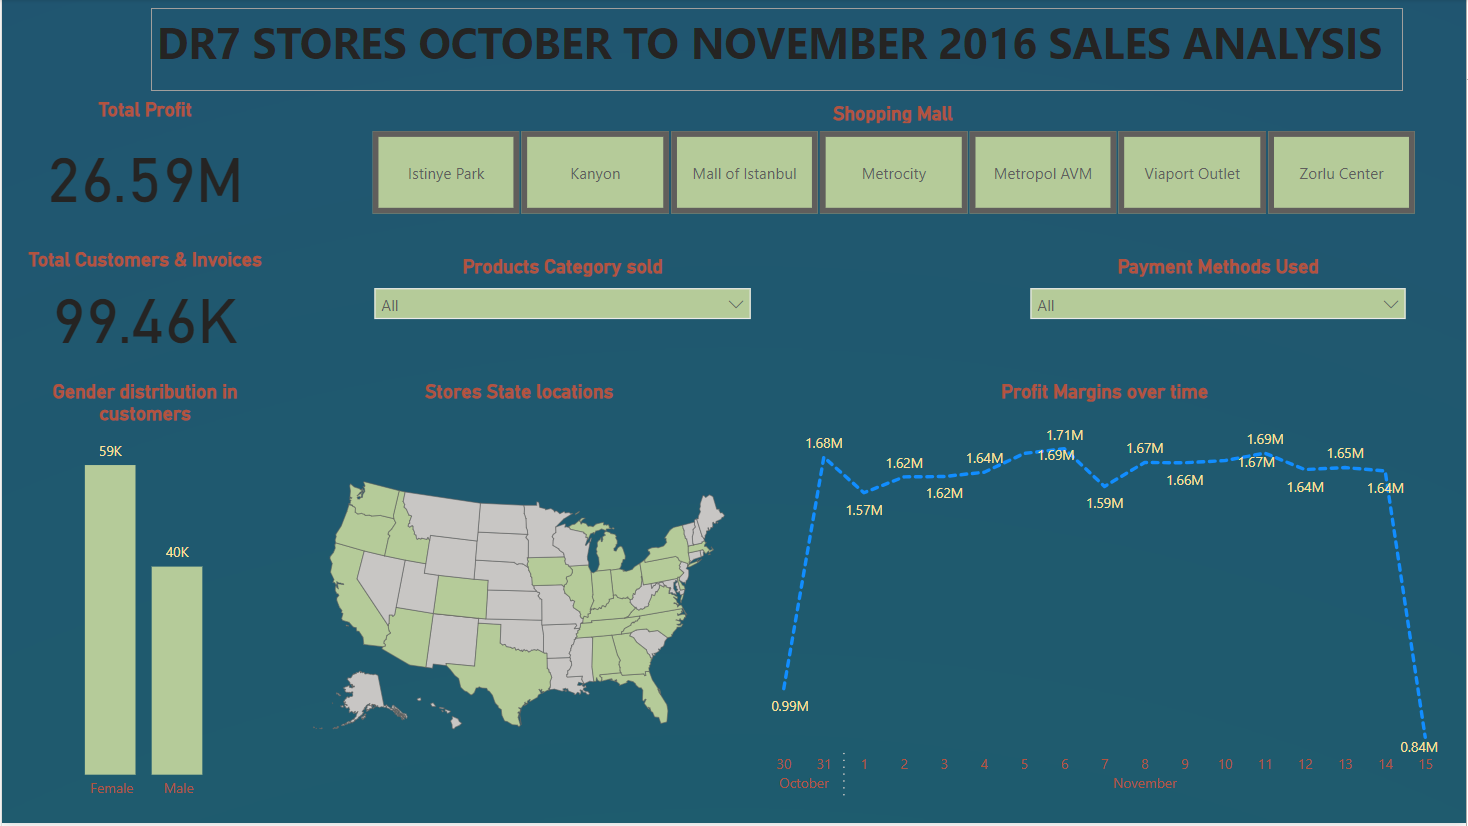 DR7 STORES OCTOBER TO NOVEMBER 2016 SALES ANALYSIS
Total Profit
26.59M
Shopping Mall
Istinye Park
Kanyon
Mall of Istanbul
Metrocity
Metropol AVM
Viaport Outlet
Zorlu Center
Total Customers & Invoices
99.46K
Products Category sold
All
Payment Methods Used
All
Gender distribution in
customers
59K
40K
Female
Male
Stores State locations
Profit Margins over time
0.99M
1.68M
1.57M
1.62M
1.62M
1.64M
1.69M
1.71M
1.59M
1.67M
1.66M
1.67M
1.69M
1.64M
1.65M
1.64M
0.84M
30 31 1 2 3 4 5 6 7 8 9 10 11 12 13 14 15
October November